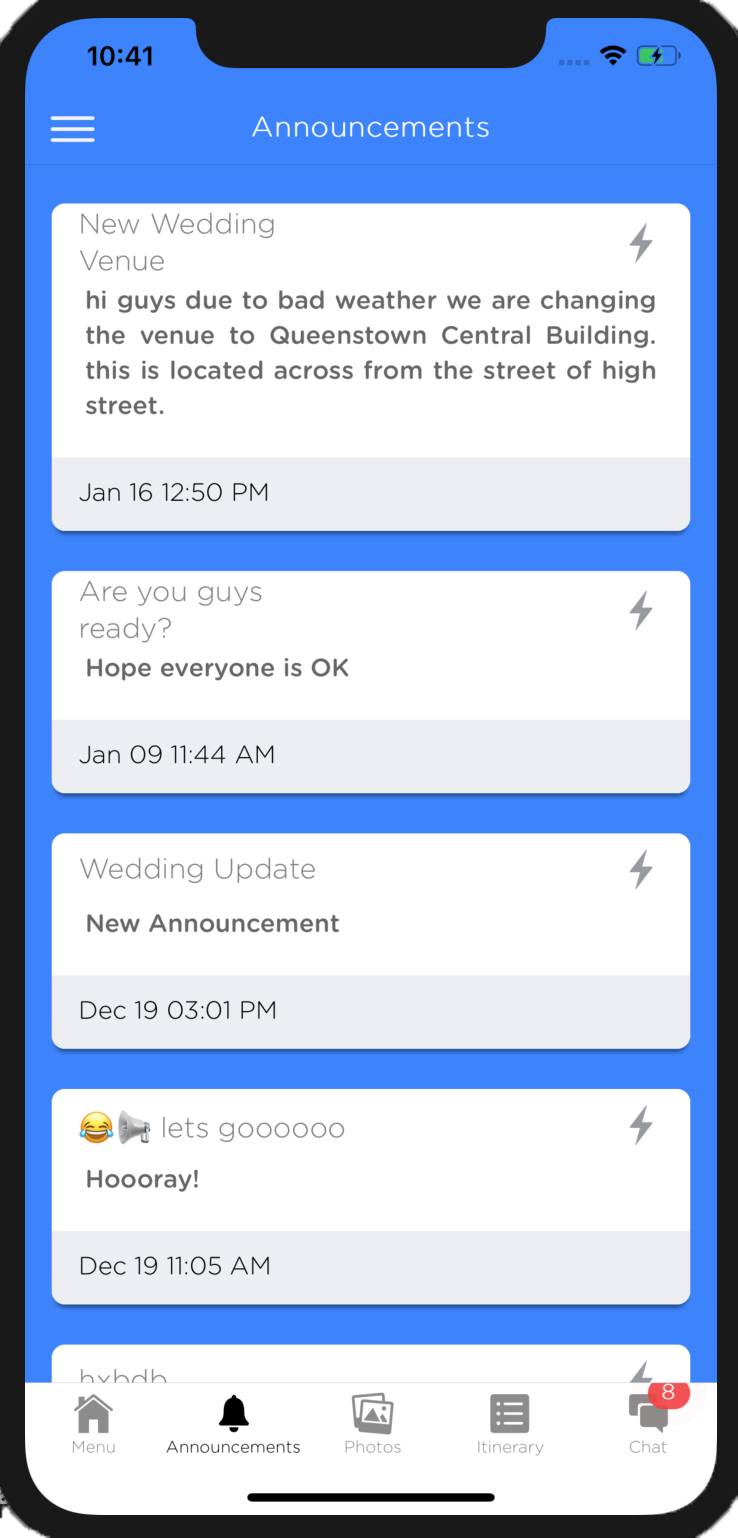 10:41
Announcements
New Wedding
Venue
hi guys due to bad weather we are changing
the venue to Queenstown Central Building.
this is located across from the street of high
street.
Jan 16 12:50 PM
Are you guys
ready?
Hope everyone is OK
Jan 09 11:44 AM
Wedding Update
New Announcement
Dec 19 03:01 PM
😂📢 lets goooooo
Hoooray!
Dec 19 11:05 AM
hxbdb
8
Menu Announcements Photos Itinerary Chat